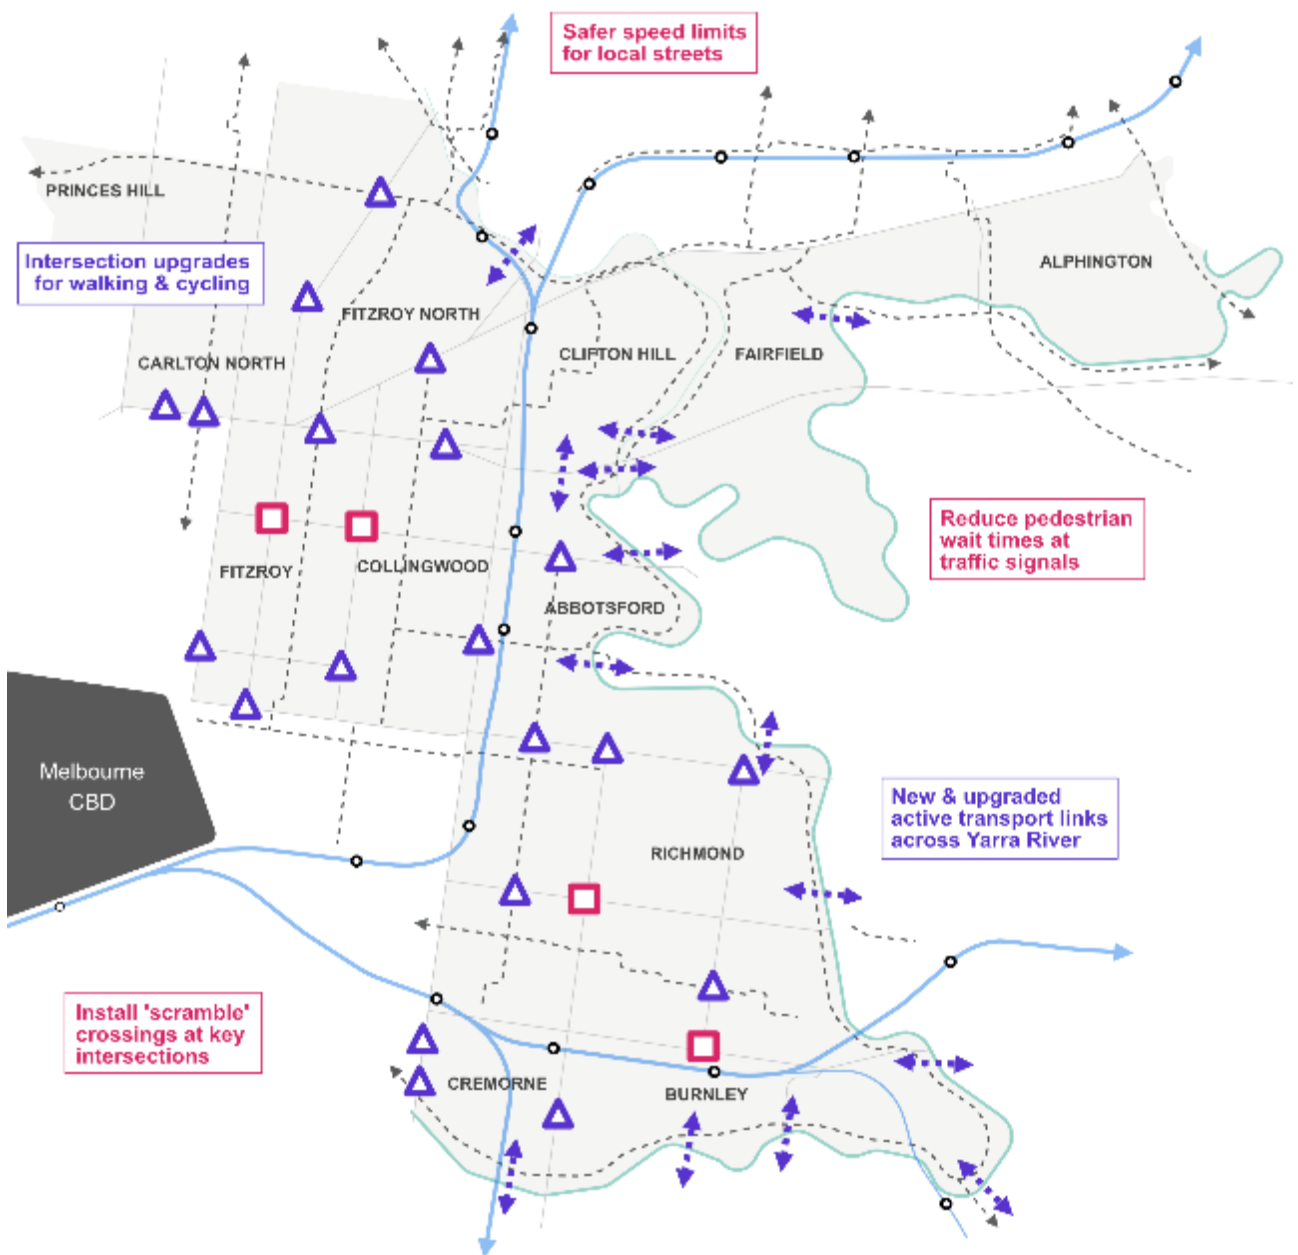 Safer speed limits
for local streets
PRINCES HILL
Intersection upgrades
for walking & cycling
ALPHINGTON
FITZROY NORTH
CARLTON NORTH
CLIFTON HILL
FAIRFIELD
Reduce pedestrian
wait times at
traffic signals
FITZROY
COLLINGWOOD
ABBOTSFORD
Melbourne
CBD
New & upgraded
active transport links
across Yarra River
RICHMOND
Install 'scramble'
crossings at key
intersections
CREMORNE
BURNLEY